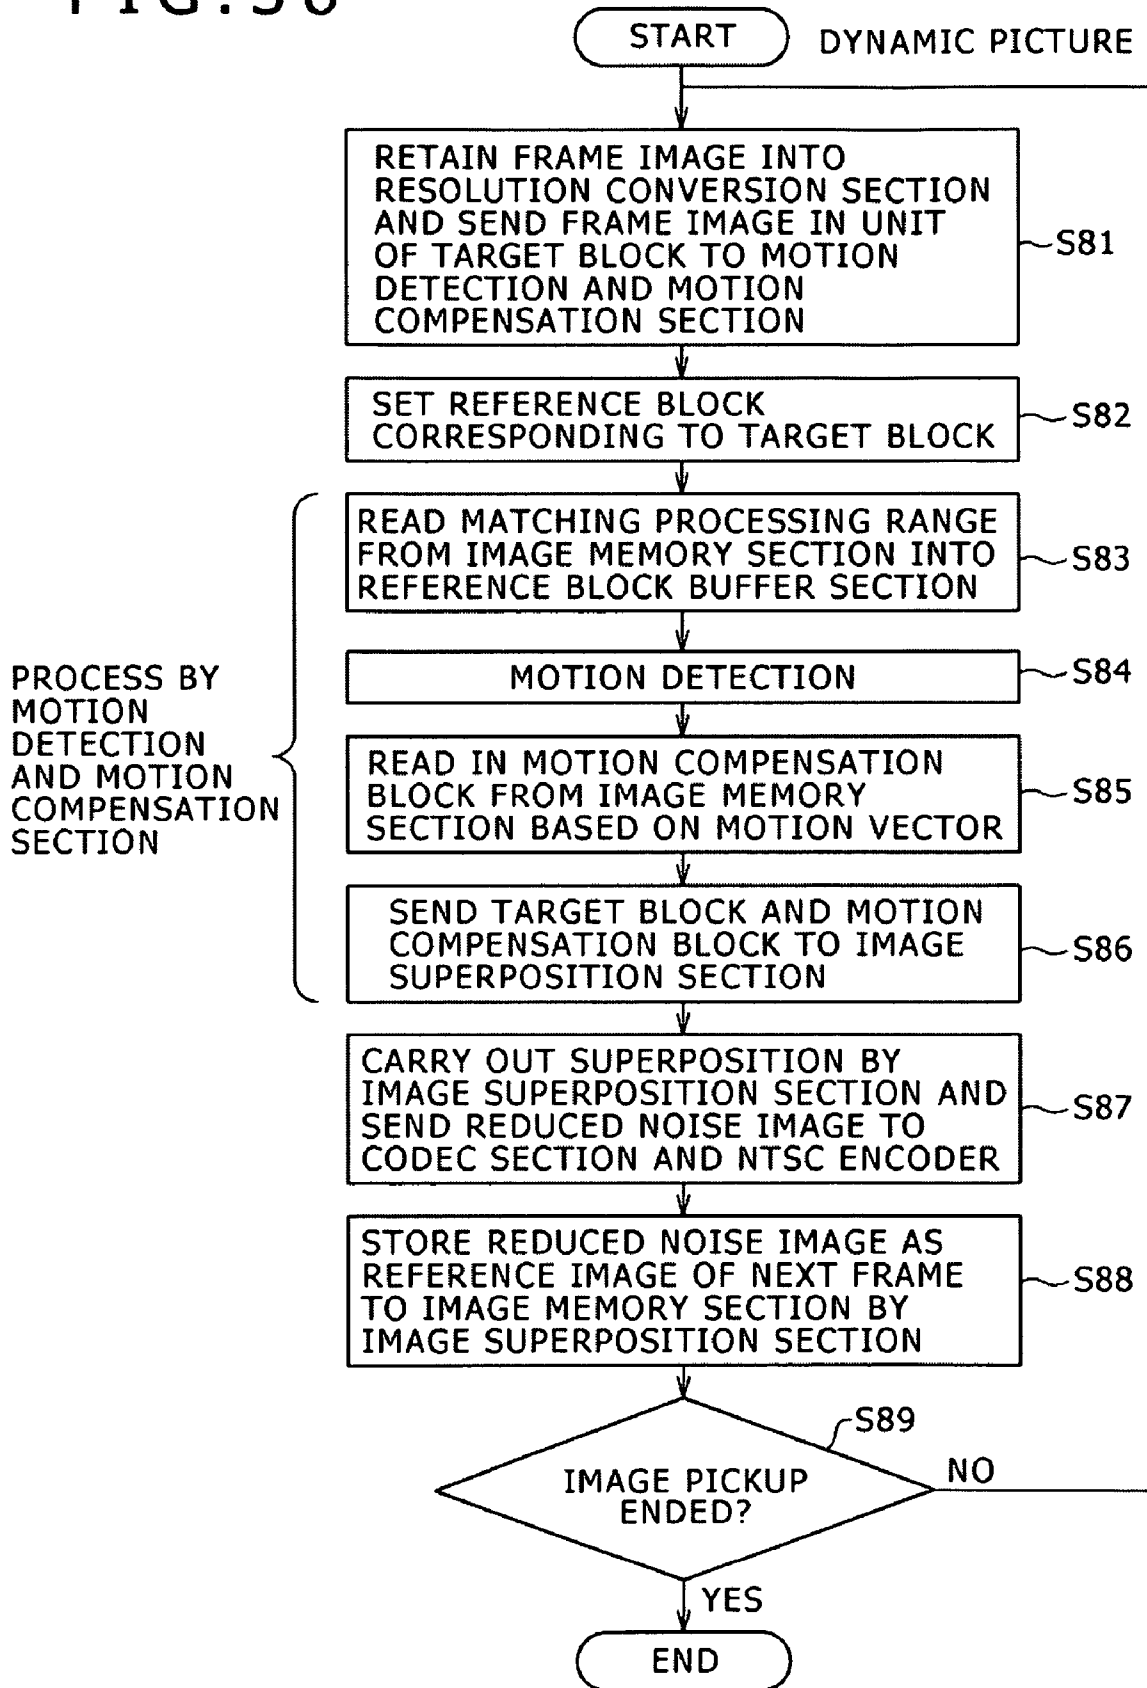 START
DYNAMIC PICTURE
RETAIN FRAME IMAGE INTO
RESOLUTION CONVERSION SECTION
AND SEND FRAME IMAGE IN UNIT
OF TARGET BLOCK TO MOTION
DETECTION AND MOTION
COMPENSATION SECTION
S81
SET REFERENCE BLOCK
CORRESPONDING TO TARGET BLOCK
S82
READ MATCHING PROCESSING RANGE
FROM IMAGE MEMORY SECTION INTO
REFERENCE BLOCK BUFFER SECTION
S83
PROCESS BY
MOTION
DETECTION
AND MOTION
COMPENSATION
SECTION
MOTION DETECTION
S84
READ IN MOTION COMPENSATION
BLOCK FROM IMAGE MEMORY
SECTION BASED ON MOTION VECTOR
S85
SEND TARGET BLOCK AND MOTION
COMPENSATION BLOCK TO IMAGE
SUPERPOSITION SECTION
S86
CARRY OUT SUPERPOSITION BY
IMAGE SUPERPOSITION SECTION AND
SEND REDUCED NOISE IMAGE TO
CODEC SECTION AND NTSC ENCODER
S87
STORE REDUCED NOISE IMAGE AS
REFERENCE IMAGE OF NEXT FRAME
TO IMAGE MEMORY SECTION BY
IMAGE SUPERPOSITION SECTION
S88
S89
IMAGE PICKUP
ENDED?
NO
YES
END